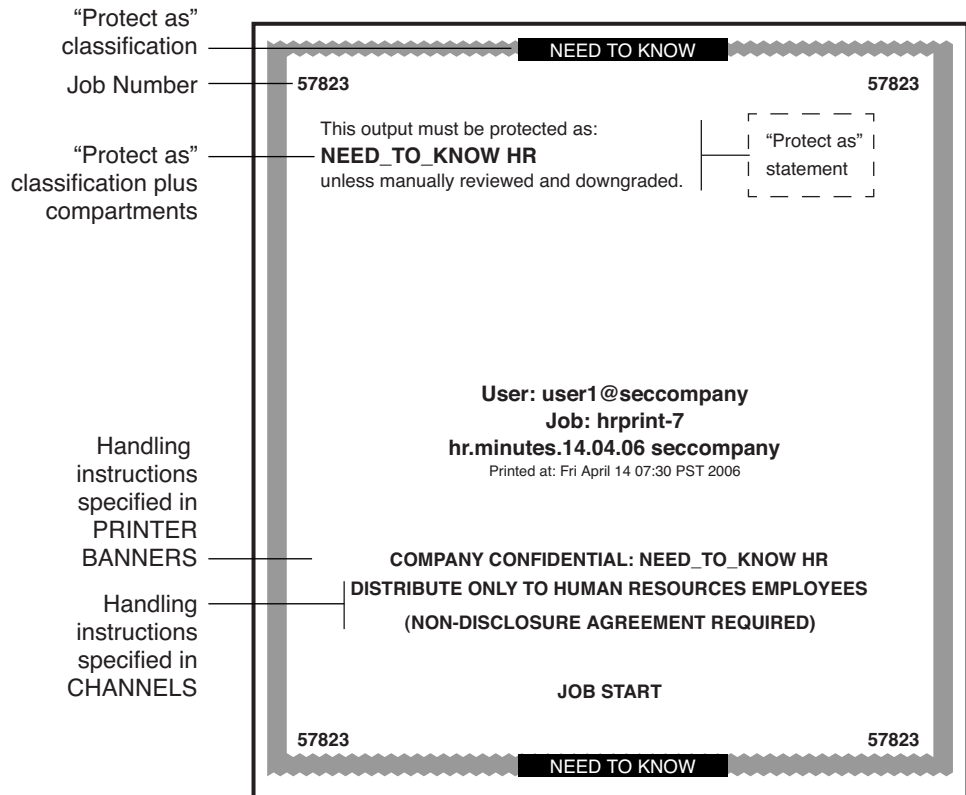 “Protect as”
classification
NEED TO KNOW
Job Number
57823
57823
This output must be protected as:
NEED_TO_KNOW HR
unless manually reviewed and downgraded.
“Protect as”
statement
“Protect as”
classification plus
compartments
User: user1@seccompany
Job: hrprint-7
hr.minutes.14.04.06 seccompany
Printed at: Fri April 14 07:30 PST 2006
Handling
instructions
specified in
PRINTER
BANNERS
COMPANY CONFIDENTIAL: NEED_TO_KNOW HR
DISTRIBUTE ONLY TO HUMAN RESOURCES EMPLOYEES
(NON-DISCLOSURE AGREEMENT REQUIRED)
Handling
instructions
specified in
CHANNELS
JOB START
57823
57823
NEED TO KNOW